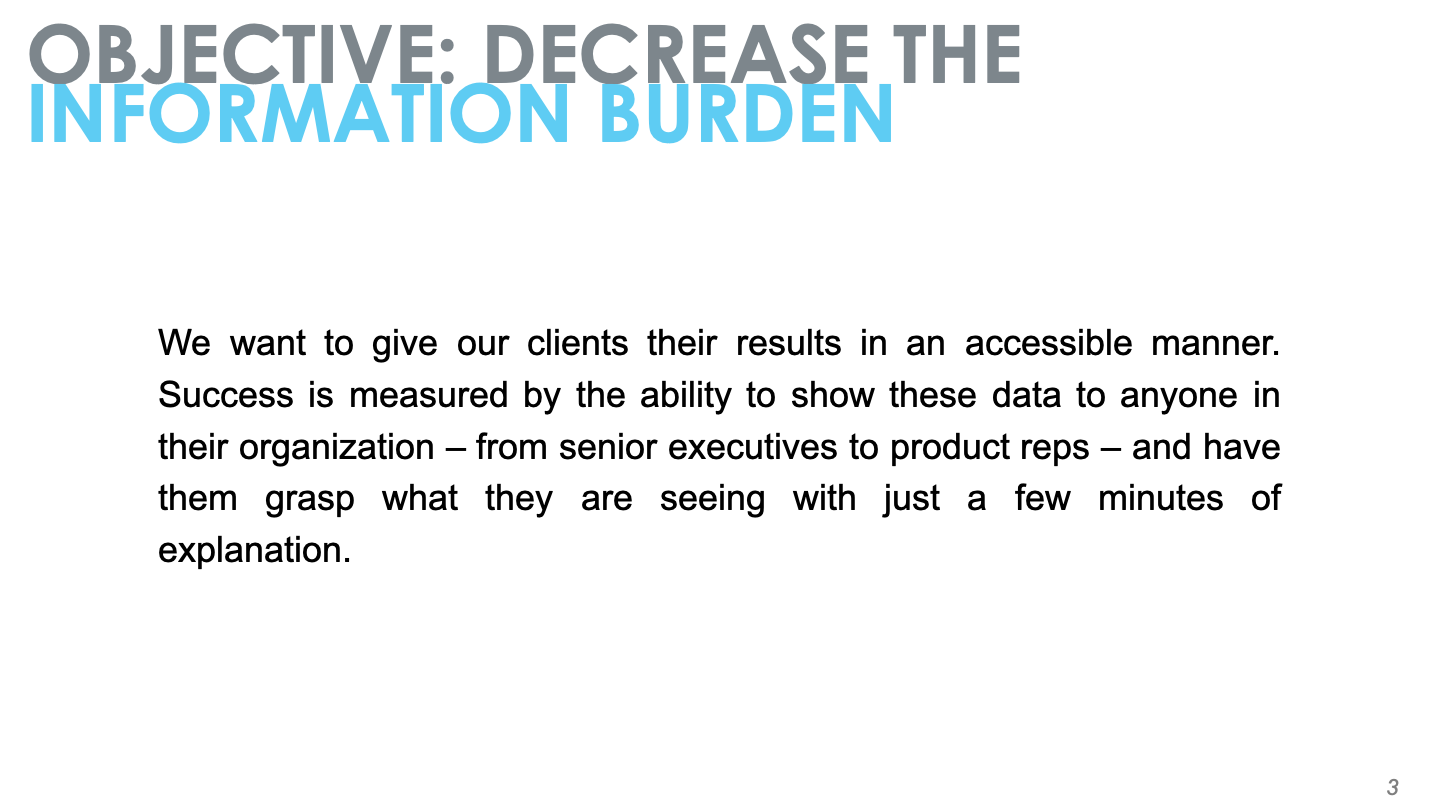 OBJECTIVE: DECREASE THE
INFORMATION BURDEN
We want to give our clients their results in an accessible manner.
Success is measured by the ability to show these data to anyone in
their organization – from senior executives to product reps – and have
them grasp what they are seeing with just a few minutes of
explanation.
3